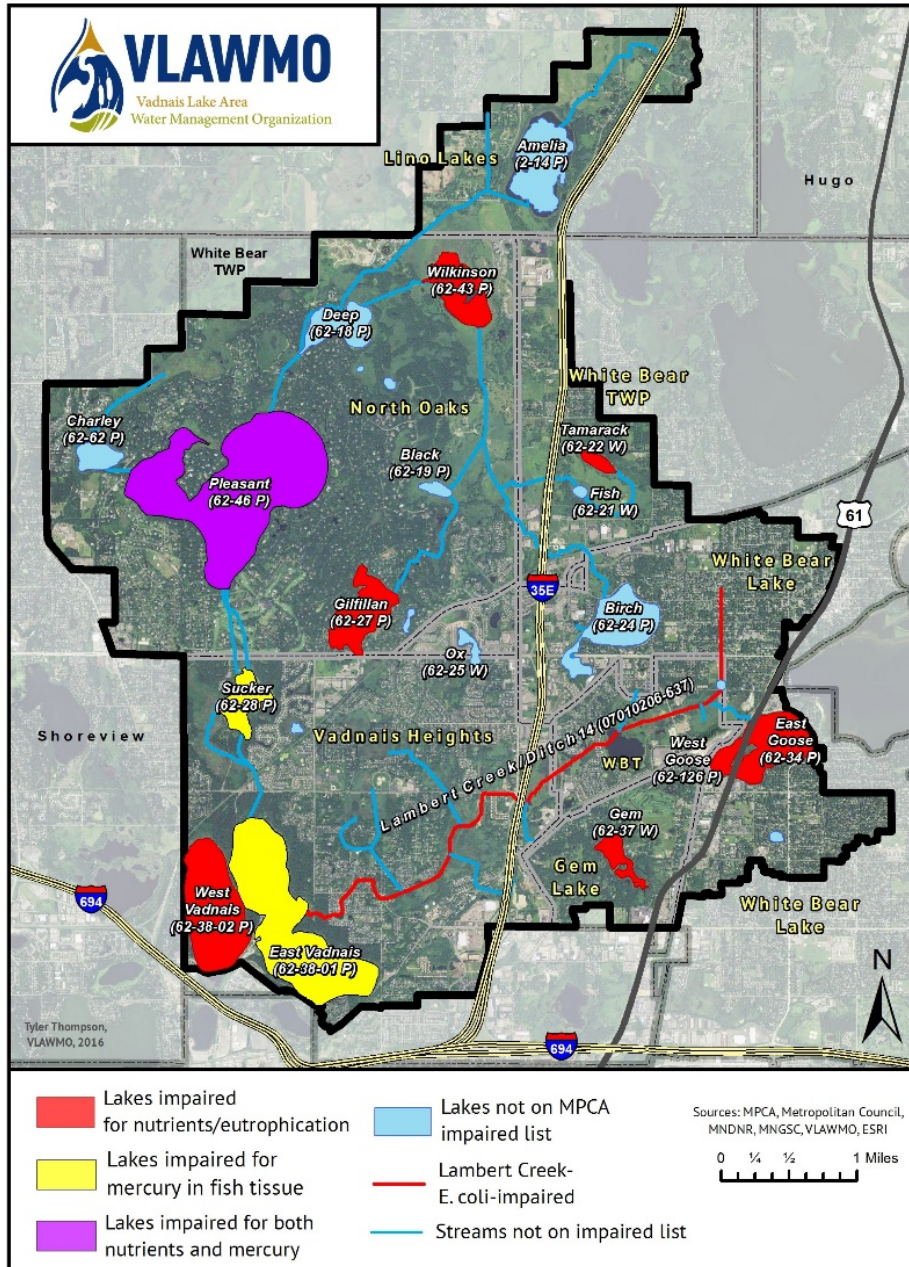 VLAWMO
Vadnais Lake Area
Water Management Organization
Lino Lakes
Amelia
(2-14 P)
Hugo
White Bear
TWP
Wilkinson
(62-43 P)
Deep
(62-18 P)
North Oaks
White Bear
TWP
Charley
(62-62 P)
Pleasant
(62-46 P)
Black
(62-19 P)
Tamarack
(62-22 W)
Fish
(62-21 W)
61
White Bear
Lake
35E
Gilfillan
(62-27 P)
Birch
(62-24 P)
Ox
(62-25 W)
Sucker
(62-28 P)
Shoreview
Vadnais Heights
Lambert Creek/Ditch 14 (07010206-637)
WBT
West
Goose
(62-126 P)
East
Goose
(62-34 P)
Gem
(62-37 W)
Gem
Lake
694
West
Vadnais
(62-38-02 P)
East Vadnais
(62-38-01 P)
White Bear
Lake
N
Tyler Thompson,
VLAWMO, 2016
694
Lakes impaired
for nutrients/eutrophication
Lakes impaired for
mercury in fish tissue
Lakes impaired for both
nutrients and mercury
Lakes not on MPCA
impaired list
Lambert Creek-
E. coli-impaired
Streams not on impaired list
Sources: MPCA, Metropolitan Council,
MNDNR, MNGSC, VLAWMO, ESRI
0 ¼ ½ 1 Miles